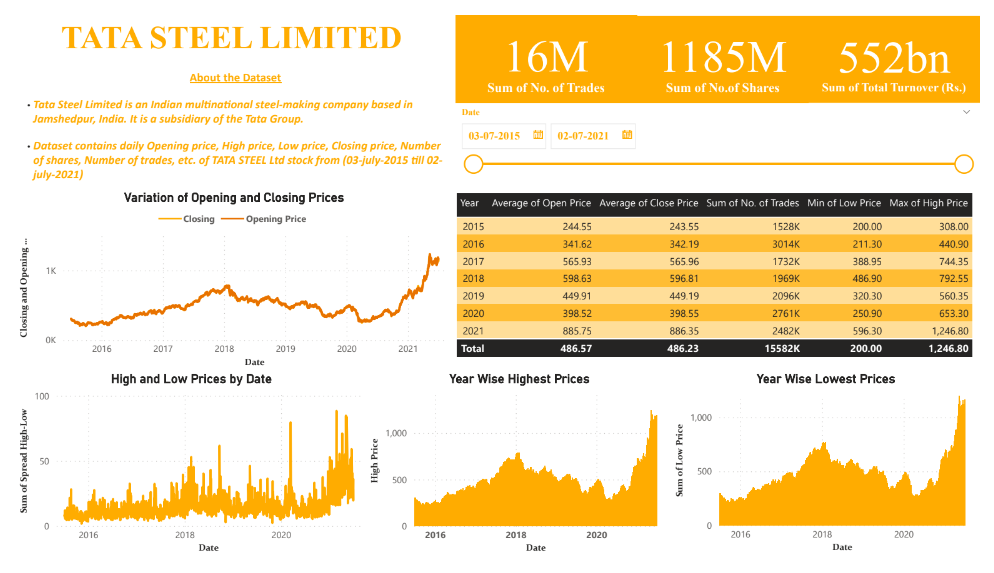 TATA STEEL LIMITED
About the Dataset
• Tata Steel Limited is an Indian multinational steel-making company based in
Jamshedpur, India. It is a subsidiary of the Tata Group.
• Dataset contains daily Opening price, High price, Low price, Closing price, Number
of shares, Number of trades, etc. of TATA STEEL Ltd stock from (03-july-2015 till 02-
july-2021)
16M
Sum of No. of Trades
1185M
Sum of No.of Shares
552bn
Sum of Total Turnover (Rs.)
Date
03-07-2015
02-07-2021
Variation of Opening and Closing Prices
Closing Opening Price
Closing and Opening ...
1K
0K
2016 2017 2018 2019 2020 2021
Date
Year Average of Open Price Average of Close Price Sum of No. of Trades Min of Low Price Max of High Price
2015 244.55 243.55 1528K 200.00 308.00
2016 341.62 342.19 3014K 211.30 440.90
2017 565.93 565.96 1732K 388.95 744.35
2018 598.63 596.81 1969K 486.90 792.55
2019 449.91 449.19 2096K 320.30 560.35
2020 398.52 398.55 2761K 250.90 653.30
2021 885.75 886.35 2482K 596.30 1,246.80
Total 486.57 486.23 15582K 200.00 1,246.80
High and Low Prices by Date
Sum of Spread High-Low
100
50
0
2016 2018 2020
Date
Year Wise Highest Prices
High Price
1,000
500
0
2016 2018 2020
Date
Year Wise Lowest Prices
Sum of Low Price
1,000
500
0
2016 2018 2020
Date